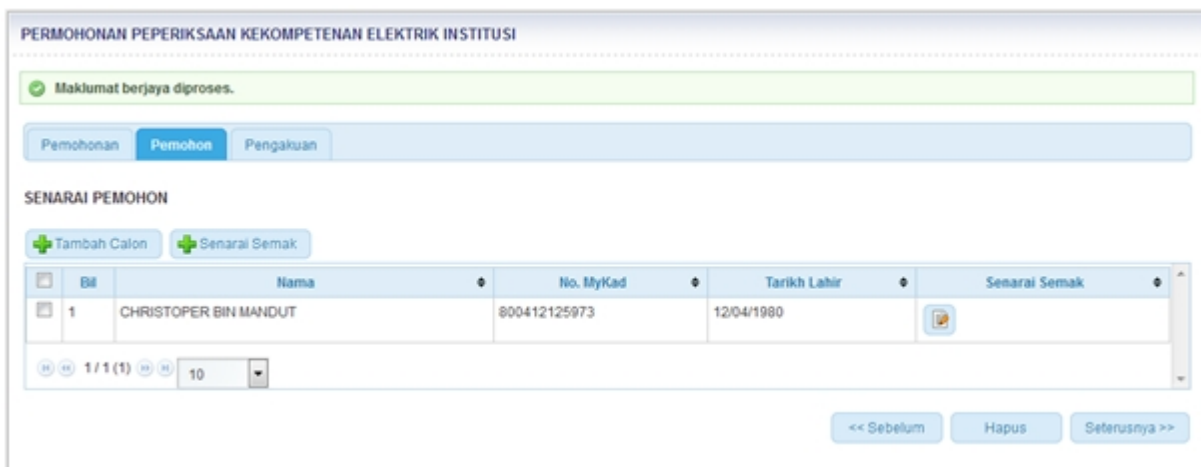 PERMOHONAN PEPERIKSAAN KEKOMPETENAN ELEKTRIK INSTITUSI
Maklumat berjaya diproses.
Pemohonan Pemohon Pengakuan
SENARAI PEMOHON
Tambah Calon Senarai Semak
Bil Nama No. MyKad Tarikh Lahir Senarai Semak
1 CHRISTOPER BIN MANDUT 800412125973 12/04/1980
1 / 1 (1) 10
<< Sebelum Hapus Seterusnya >>